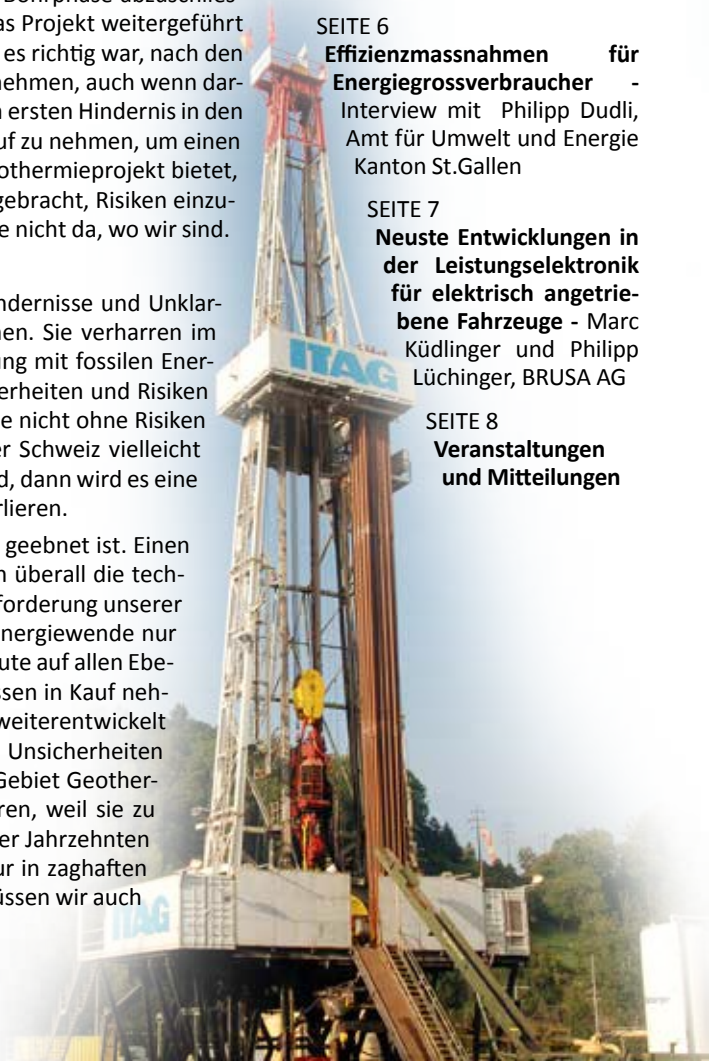 as Projekt weitergeführt
es richtig war, nach den
nehmen, auch wenn dar-
ersten Hindernis in den
uf zu nehmen, um einen
othermieprojekt bietet,
gebracht, Risiken einzu-
e nicht da, wo wir sind.
ndernisse und Unklar-
en. Sie verharren im
ung mit fossilen Ener-
erheiten und Risiken
e nicht ohne Risiken
er Schweiz vielleicht
d, dann wird es eine
rlieren.
geebnet ist. Einen
n überall die tech-
forderung unserer
nergiewende nur
ute auf allen Ebe-
ssen in Kauf neh-
weiterentwickelt
Unsicherheiten
Gebiet Geother-
ren, weil sie zu
er Jahrzehnten
ur in zaghaften
üssen wir auch
SEITE 6
Effizienzmassnahmen für
Energiegrossverbraucher -
Interview mit Philipp Dudli,
Amt für Umwelt und Energie
Kanton St.Gallen
SEITE 7
Neuste Entwicklungen in
der Leistungselektronik
für elektrisch angetrie-
bene Fahrzeuge - Marc
Küdlinger und Philipp
Lüchinger, BRUSA AG
SEITE 8
Veranstaltungen
und Mitteilungen
ITAG
ITAG